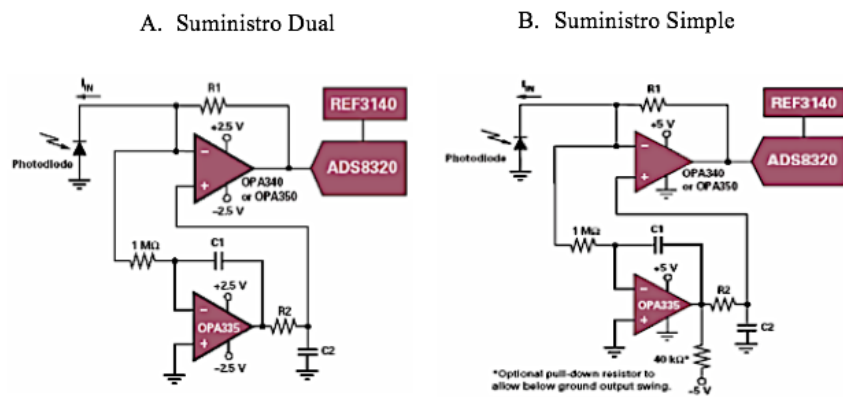 A. Suministro Dual
B. Suministro Simple
I_IN
R1
+2.5 V
REF3140
ADS8320
Photodiode
OPA340
or OPA350
−2.5 V
1 MΩ
C1
+2.5 V
OPA335
R2
C2
−2.5 V
I_IN
R1
+5 V
REF3140
ADS8320
Photodiode
OPA340
or OPA350
1 MΩ
C1
+5 V
OPA335
R2
C2
40 kΩ*
*Optional pull-down resistor to
allow below ground output swing.
−5 V